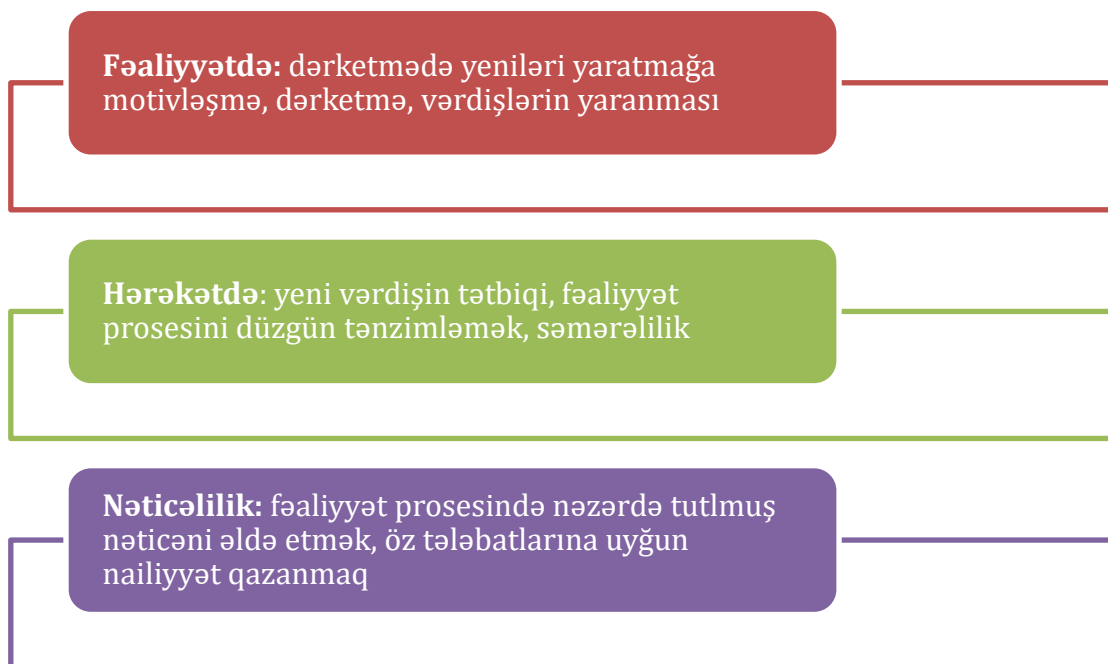 Fəaliyyətdə: dərketmədə yeniləri yaratmağa
motivləşmə, dərketmə, vərdişlərin yaranması
Hərəkətdə: yeni vərdişin tətbiqi, fəaliyyət
prosesini düzgün tənzimləmək, səmərəlilik
Nəticəlilik: fəaliyyət prosesində nəzərdə tutlmuş
nəticəni əldə etmək, öz tələbatlarına uyğun
nailiyyət qazanmaq